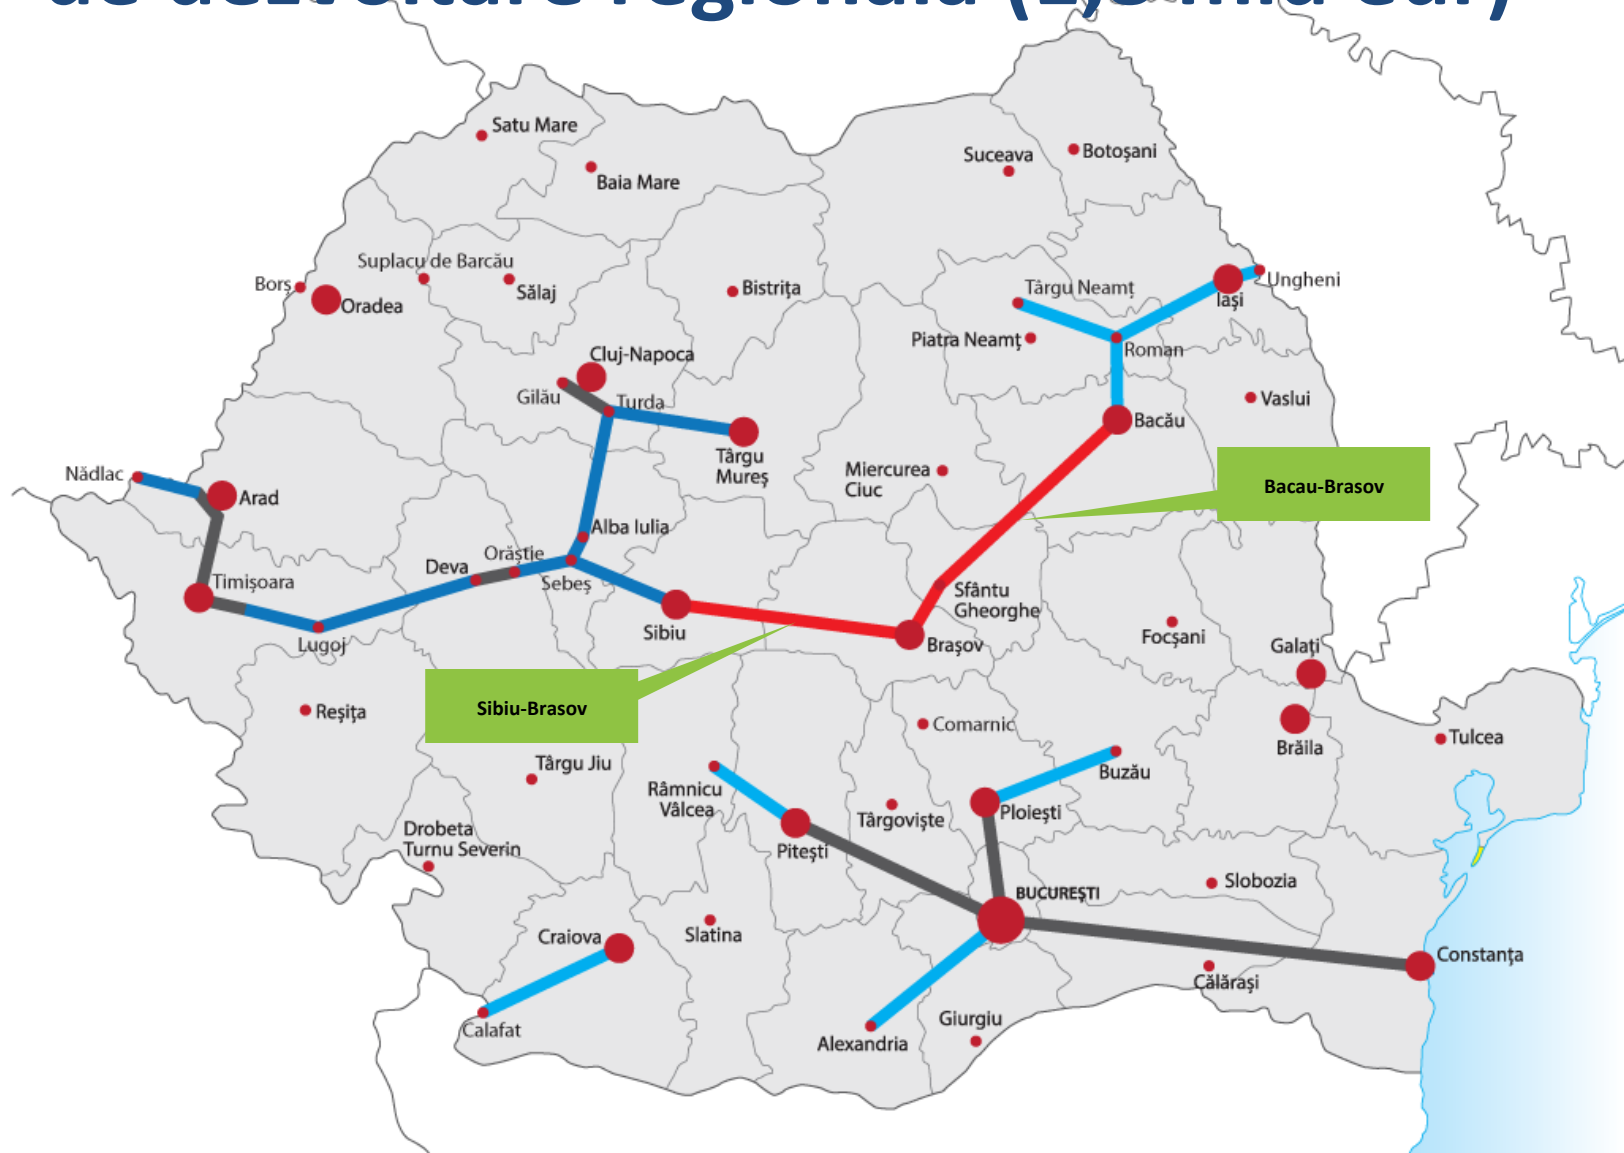 de dezvoltare regională
Satu Mare
Baia Mare
Suceava
Botoșani
Suplacu de Barcău
Borș
Oradea
Sălaj
Bistrița
Târgu Neamț
Ungheni
Iași
Piatra Neamț
Roman
Cluj-Napoca
Gilău
Turda
Vaslui
Bacău
Târgu
Mureș
Miercurea
Ciuc
Nădlac
Arad
Bacau-Brasov
Alba Iulia
Orăștie
Deva
Sebeș
Timișoara
Sfântu
Gheorghe
Sibiu
Brașov
Lugoj
Focșani
Galați
Reșița
Sibiu-Brasov
Comarnic
Brăila
Tulcea
Târgu Jiu
Buzău
Râmnicu
Vâlcea
Târgoviște
Ploiești
Drobeta
Turnu Severin
Pitești
BUCUREȘTI
Slobozia
Craiova
Slatina
Constanța
Călărași
Calafat
Giurgiu
Alexandria